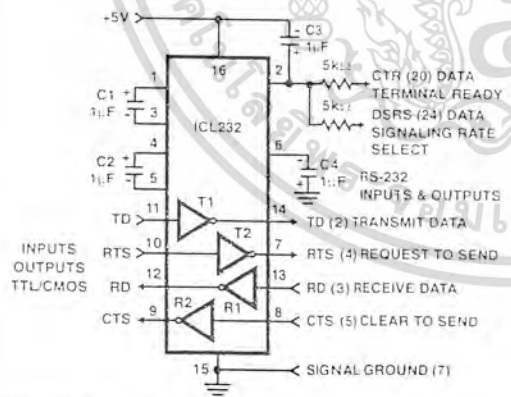 +5V
C3
1µF
16
1
2
5kΩ
CTR (20) DATA
TERMINAL READY
C1
1µF
3
ICL232
5kΩ
DSRS (24) DATA
SIGNALING RATE
SELECT
4
6
C2
1µF
5
C4
1µF
RS-232
INPUTS & OUTPUTS
T1
TD
11
14
TD (2) TRANSMIT DATA
T2
INPUTS
OUTPUTS
TTL/CMOS
RTS
10
7
RTS (4) REQUEST TO SEND
RD
12
13
RD (3) RECEIVE DATA
R2
R1
CTS
9
8
CTS (5) CLEAR TO SEND
15
SIGNAL GROUND (7)